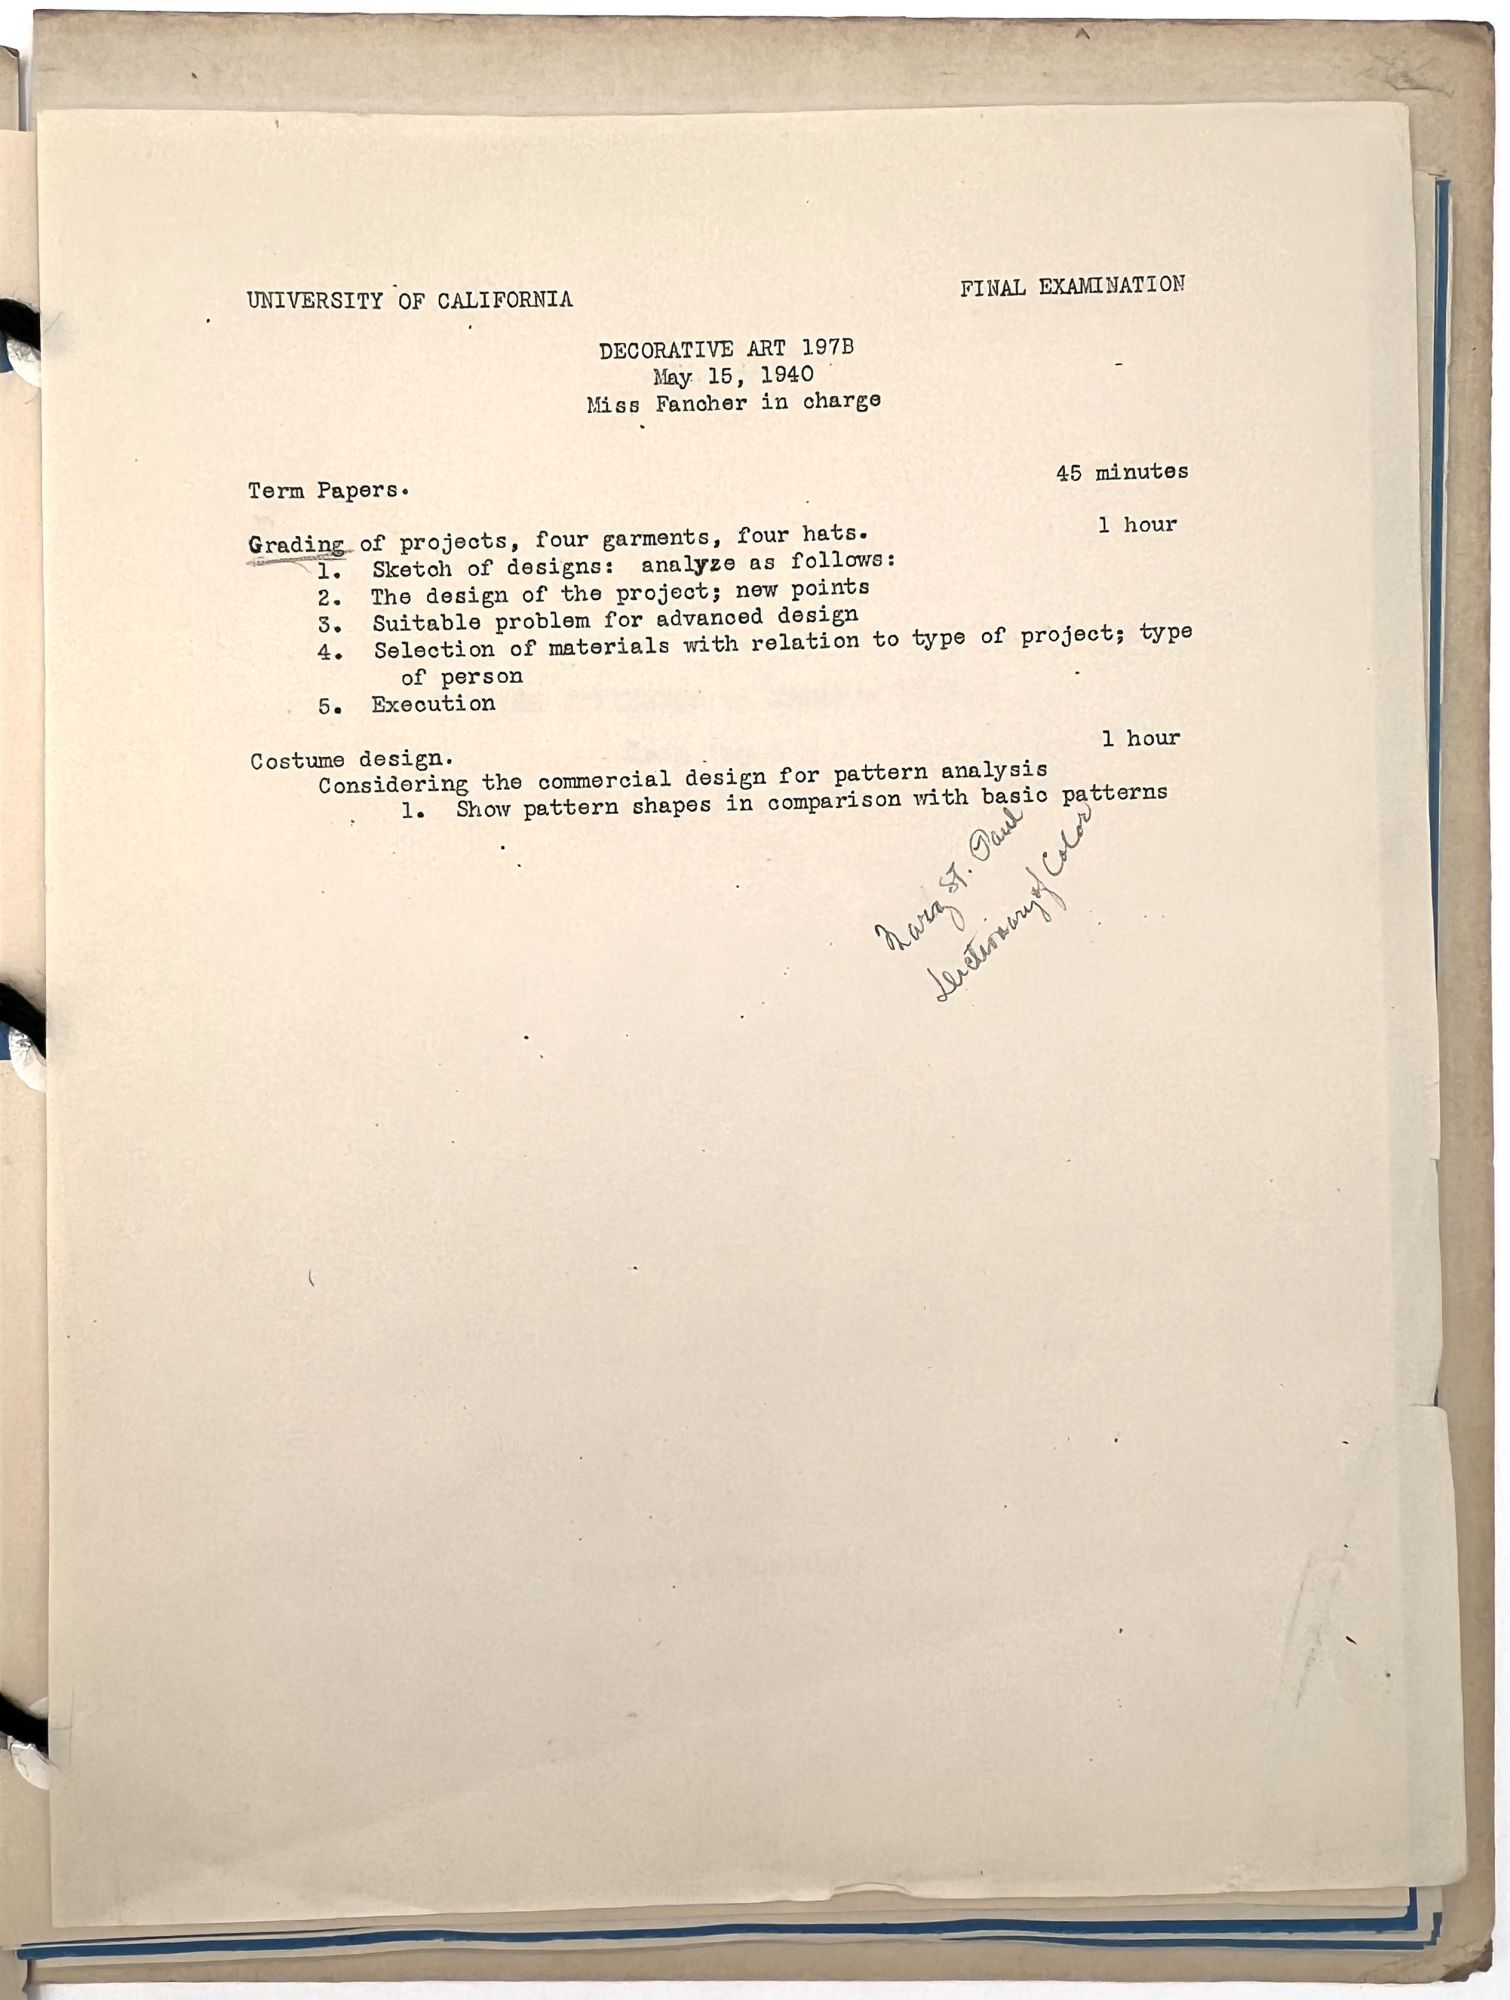 UNIVERSITY OF CALIFORNIA
FINAL EXAMINATION
DECORATIVE ART 197B
May 15, 1940
Miss Fancher in charge
Term Papers.
45 minutes
Grading of projects, four garments, four hats.
1 hour
1. Sketch of designs: analyze as follows:
2. The design of the project; new points
3. Suitable problem for advanced design
4. Selection of materials with relation to type of project; type
of person
5. Execution
Costume design.
1 hour
Considering the commercial design for pattern analysis
1. Show pattern shapes in comparison with basic patterns
St. Paul
Dictionary of Color